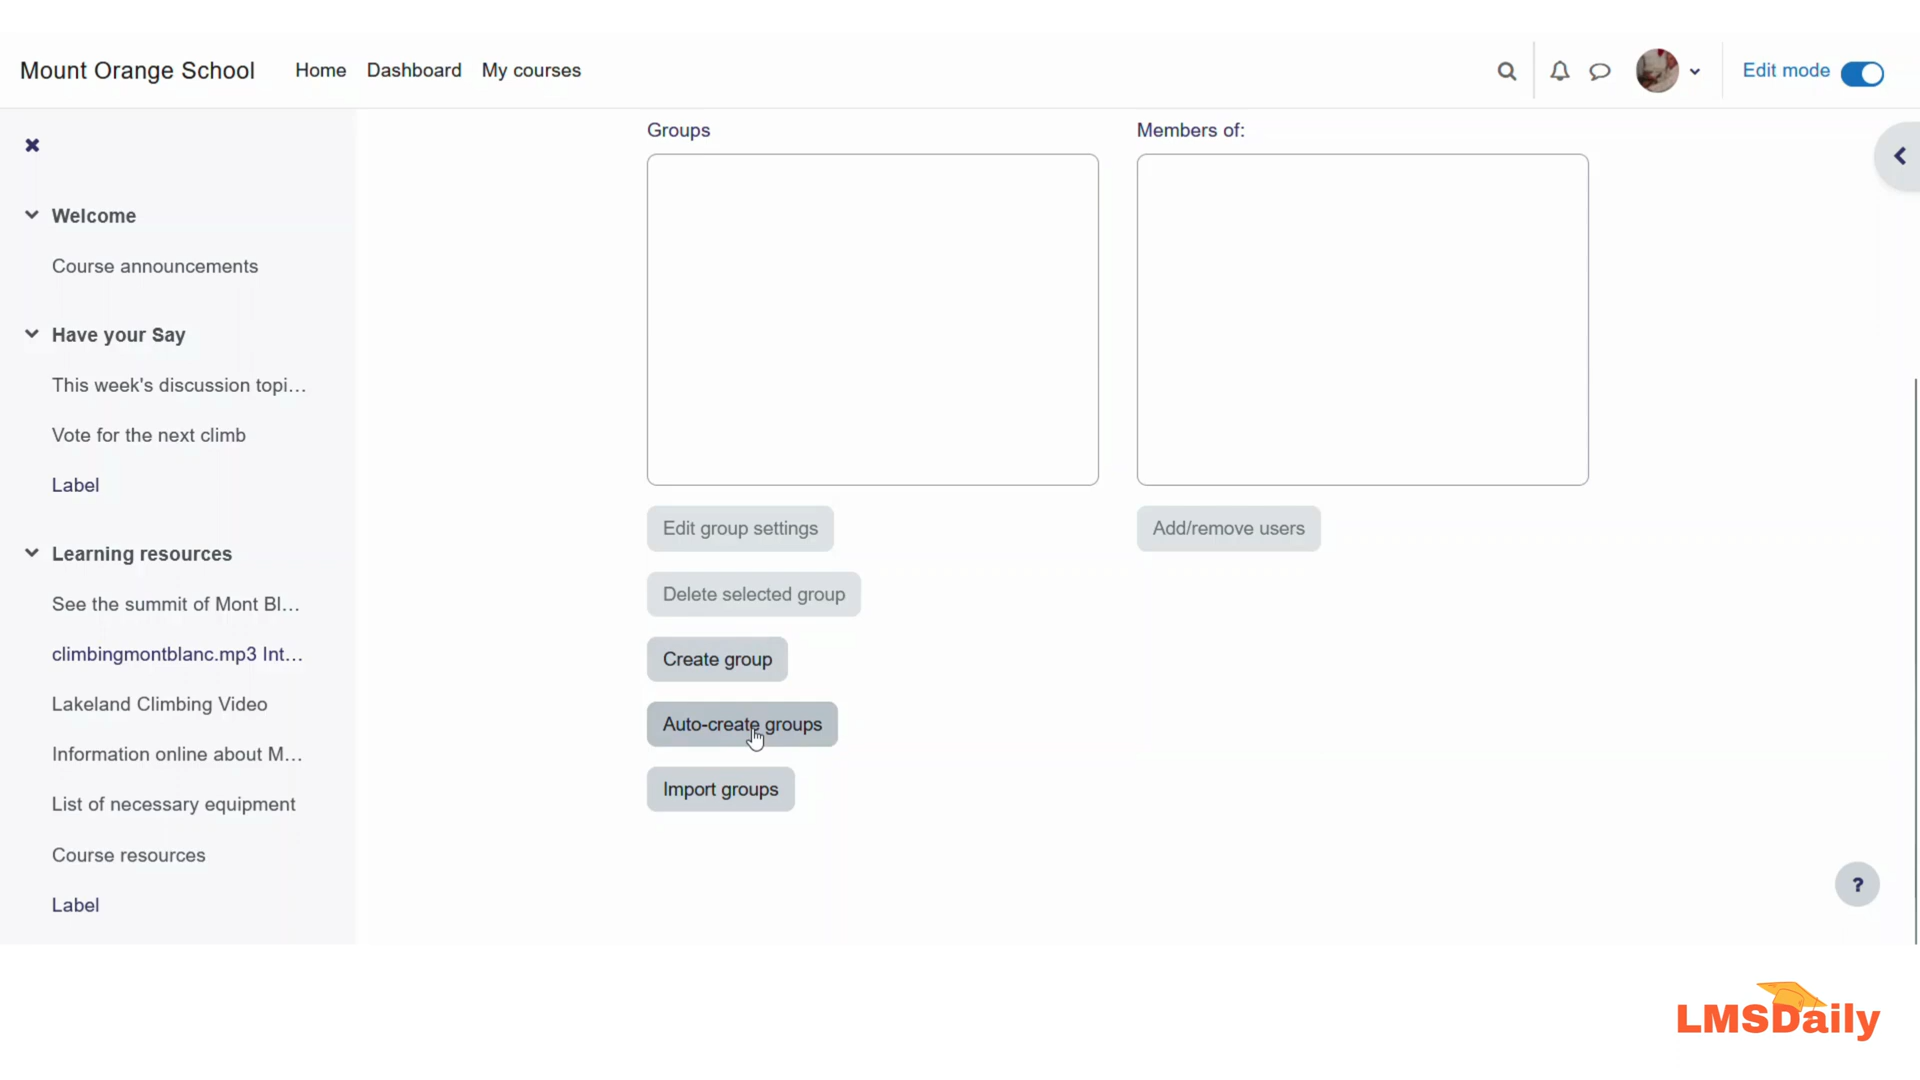 Mount Orange School
Home
Dashboard
My courses
Edit mode
Welcome
Course announcements
Have your Say
This week's discussion topi...
Vote for the next climb
Label
Learning resources
See the summit of Mont Bl...
climbingmontblanc.mp3 Int...
Lakeland Climbing Video
Information online about M...
List of necessary equipment
Course resources
Label
Groups
Members of:
Edit group settings
Add/remove users
Delete selected group
Create group
Auto-create groups
Import groups
?
LMSDaily